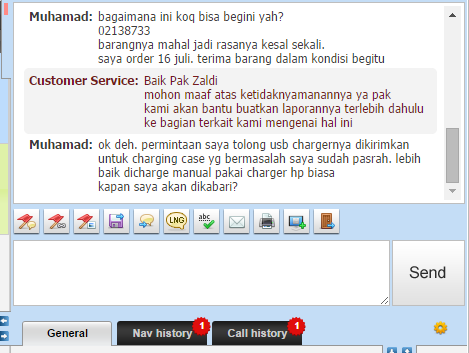 Muhamad: bagaimana ini koq bisa begini yah?
02138733
barangnya mahal jadi rasanya kesal sekali.
saya order 16 juli. terima barang dalam kondisi begitu
Customer Service: Baik Pak Zaldi
mohon maaf atas ketidaknyamanannya ya pak
kami akan bantu buatkan laporannya terlebih dahulu
ke bagian terkait kami mengenai hal ini
Muhamad: ok deh. permintaan saya tolong usb chargernya dikirimkan
untuk charging case yg bermasalah saya sudah pasrah. lebih
baik dicharge manual pakai charger hp biasa
kapan saya akan dikabari?
LNG abc
Send
General Nav history 1 Call history 1